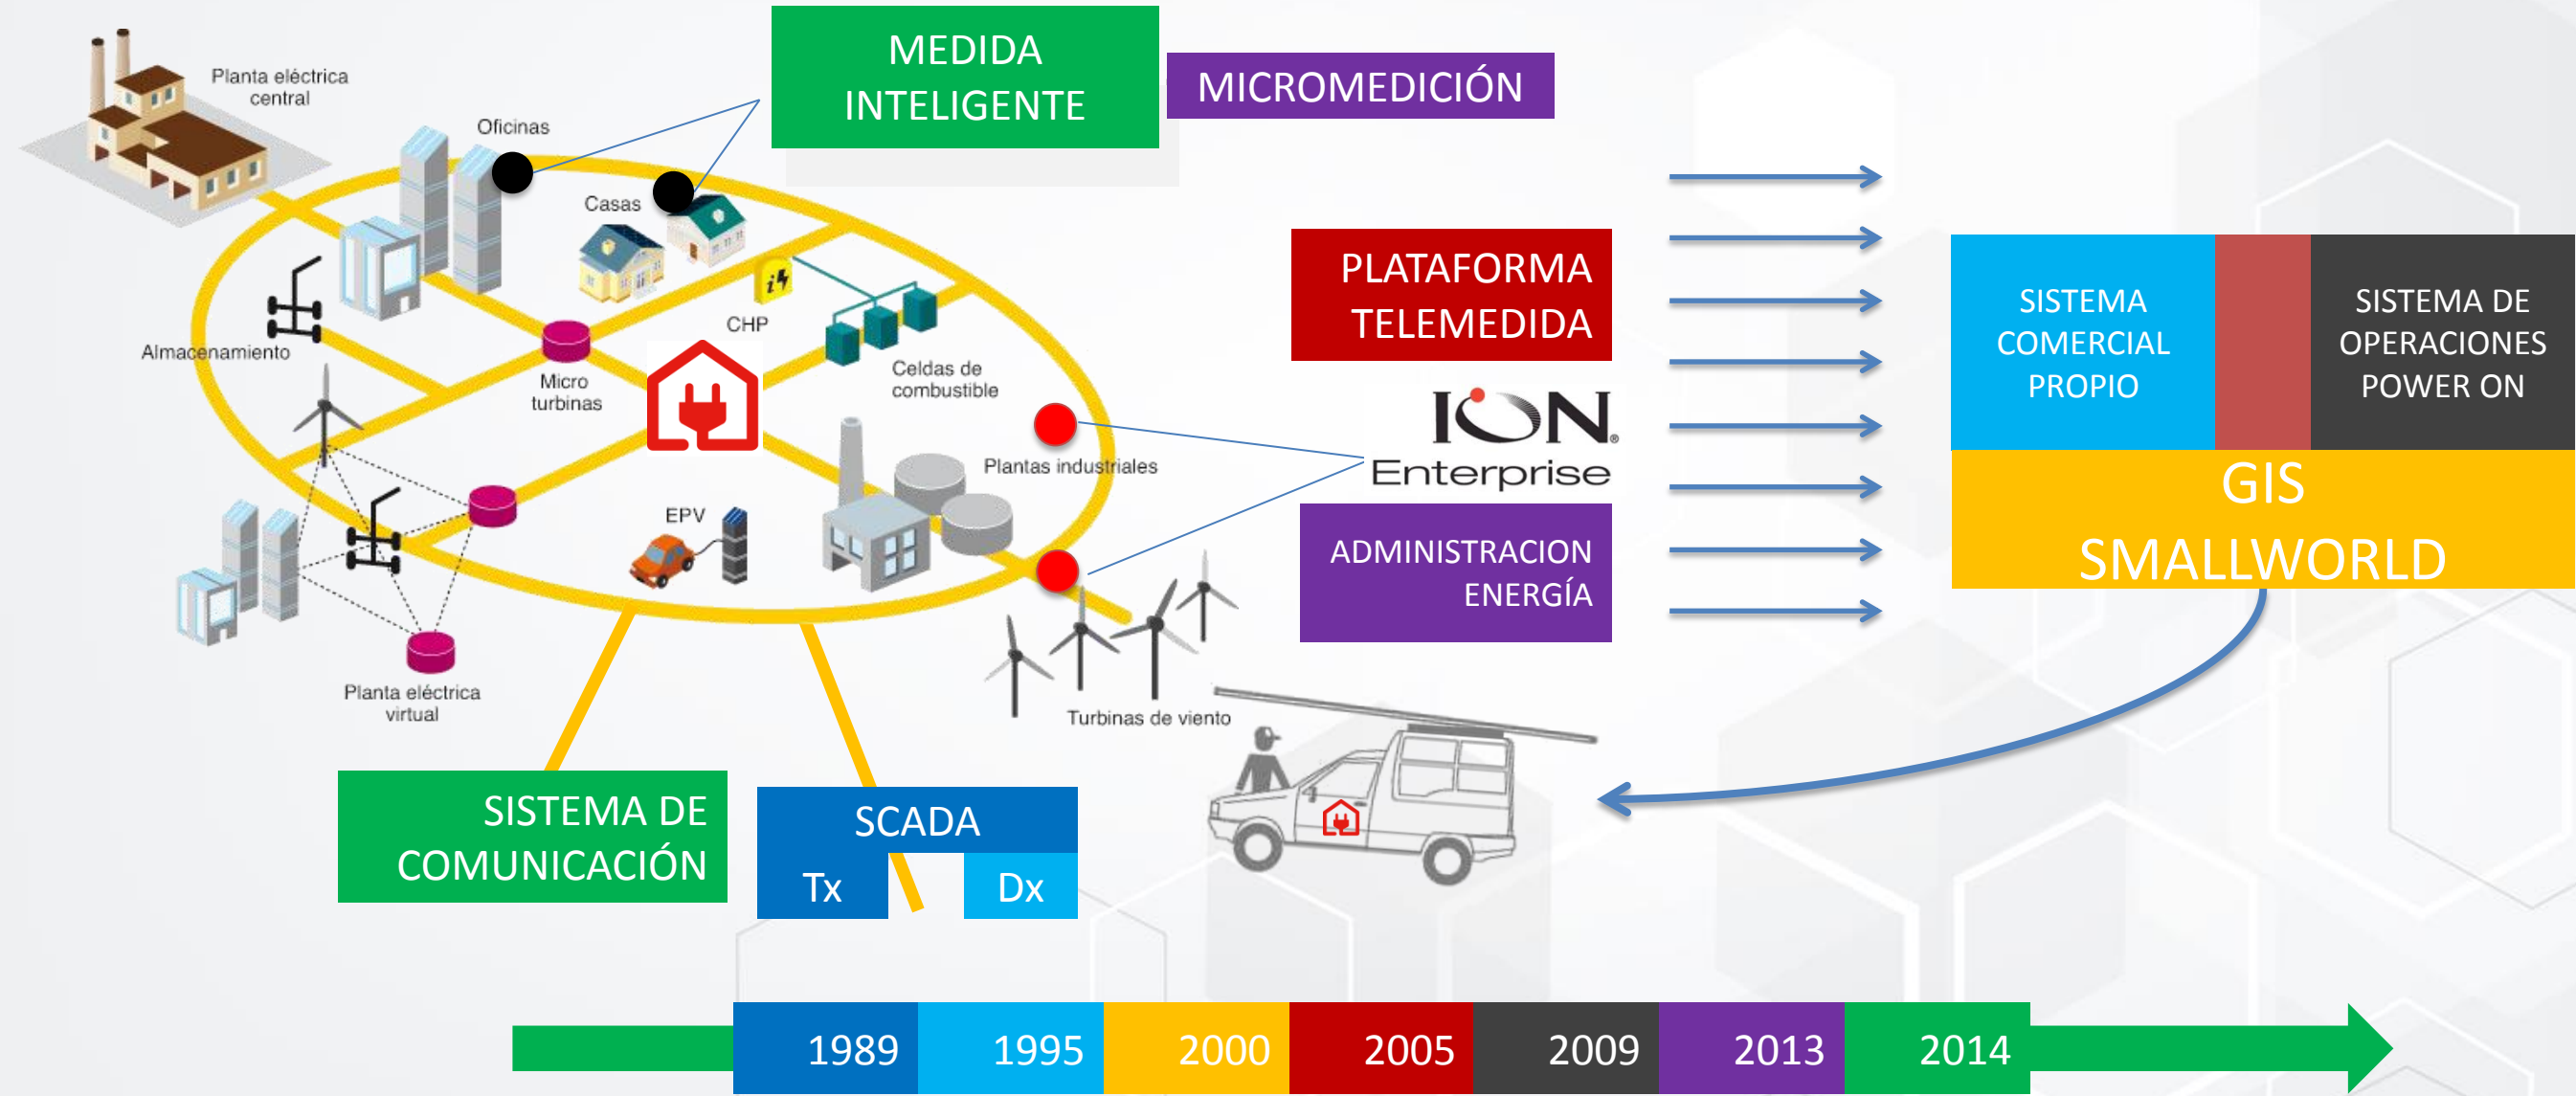 MEDIDA
INTELIGENTE
MICROMEDICIÓN
Planta eléctrica
central
Oficinas
Casas
CHP
Almacenamiento
Micro
turbinas
Celdas de
combustible
Plantas industriales
EPV
Planta eléctrica
virtual
Turbinas de viento
PLATAFORMA
TELEMEDIDA
ION
Enterprise
ADMINISTRACION
ENERGÍA
SISTEMA
COMERCIAL
PROPIO
SISTEMA DE
OPERACIONES
POWER ON
GIS
SMALLWORLD
SISTEMA DE
COMUNICACIÓN
SCADA
Tx
Dx
1989
1995
2000
2005
2009
2013
2014